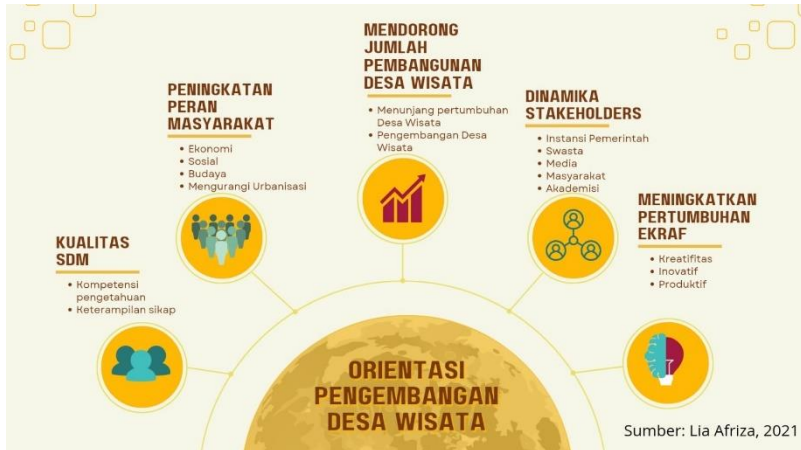 MENDORONG
JUMLAH
PEMBANGUNAN
DESA WISATA
• Menunjang pertumbuhan
Desa Wisata
• Pengembangan Desa
Wisata
PENINGKATAN
PERAN
MASYARAKAT
• Ekonomi
• Sosial
• Budaya
• Mengurangi Urbanisasi
DINAMIKA
STAKEHOLDERS
• Instansi Pemerintah
• Swasta
• Media
• Masyarakat
• Akademisi
KUALITAS
SDM
• Kompetensi
pengetahuan
• Keterampilan sikap
MENINGKATKAN
PERTUMBUHAN
EKRAF
• Kreatifitas
• Inovatif
• Produktif
ORIENTASI
PENGEMBANGAN
DESA WISATA
Sumber: Lia Afriza, 2021